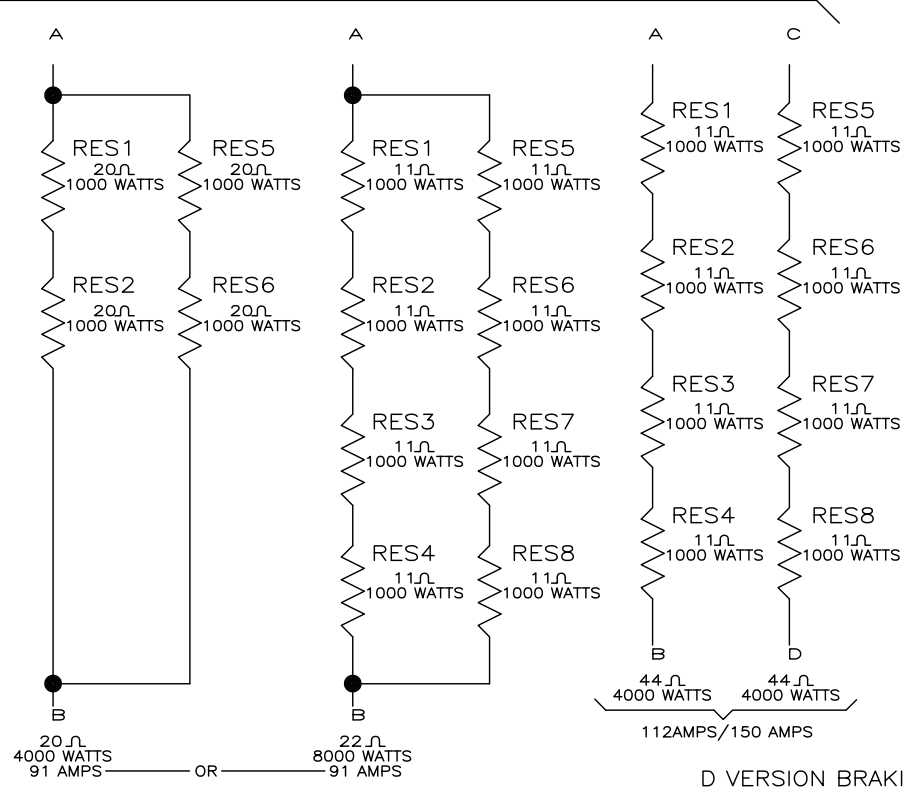 A
RES1
20Ω
1000 WATTS
RES5
20Ω
1000 WATTS
RES2
20Ω
1000 WATTS
RES6
20Ω
1000 WATTS
B
20 Ω
4000 WATTS
91 AMPS
OR
A
RES1
11Ω
1000 WATTS
RES5
11Ω
1000 WATTS
RES2
11Ω
1000 WATTS
RES6
11Ω
1000 WATTS
RES3
11Ω
1000 WATTS
RES7
11Ω
1000 WATTS
RES4
11Ω
1000 WATTS
RES8
11Ω
1000 WATTS
B
22 Ω
8000 WATTS
91 AMPS
A
C
RES1
11Ω
1000 WATTS
RES5
11Ω
1000 WATTS
RES2
11Ω
1000 WATTS
RES6
11Ω
1000 WATTS
RES3
11Ω
1000 WATTS
RES7
11Ω
1000 WATTS
RES4
11Ω
1000 WATTS
RES8
11Ω
1000 WATTS
B
D
44 Ω
4000 WATTS
44 Ω
4000 WATTS
112AMPS/150 AMPS
D VERSION BRAKI